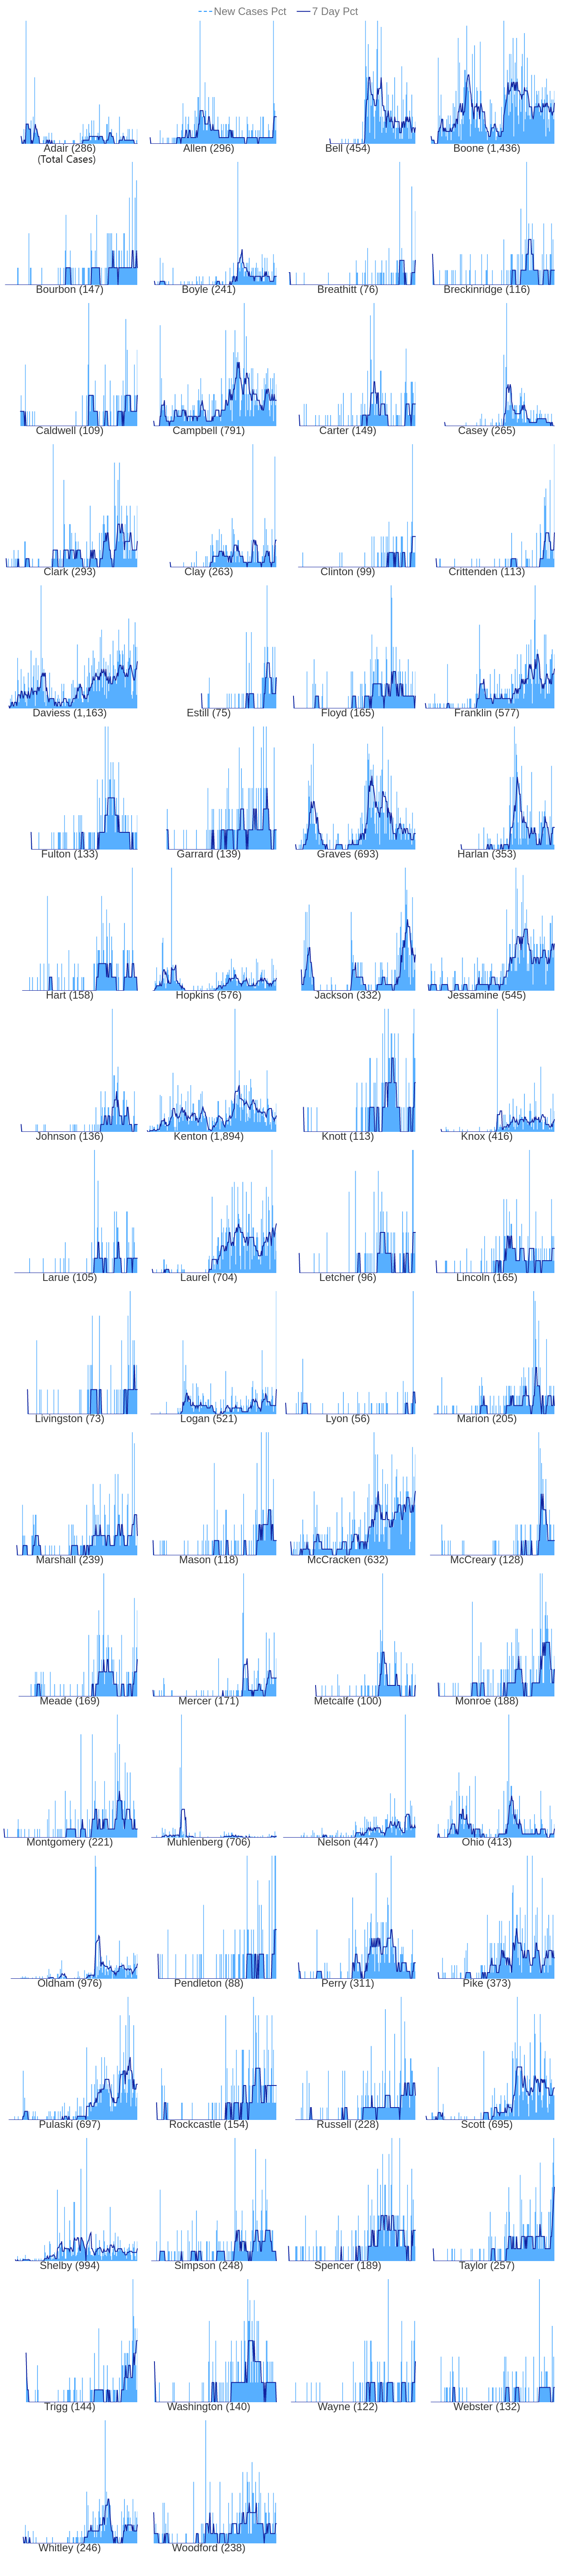 New Cases Pct 7 Day Pct
Adair (286) Allen (296) Bell (454) Boone (1,436)
(Total Cases)
Bourbon (147) Boyle (241) Breathitt (76) Breckinridge (116)
Caldwell (109) Campbell (791) Carter (149) Casey (265)
Clark (293) Clay (263) Clinton (99) Crittenden (113)
Daviess (1,163) Estill (75) Floyd (165) Franklin (577)
Fulton (133) Garrard (139) Graves (693) Harlan (353)
Hart (158) Hopkins (576) Jackson (332) Jessamine (545)
Johnson (136) Kenton (1,894) Knott (113) Knox (416)
Larue (105) Laurel (704) Letcher (96) Lincoln (165)
Livingston (73) Logan (521) Lyon (56) Marion (205)
Marshall (239) Mason (118) McCracken (632) McCreary (128)
Meade (169) Mercer (171) Metcalfe (100) Monroe (188)
Montgomery (221) Muhlenberg (706) Nelson (447) Ohio (413)
Oldham (976) Pendleton (88) Perry (311) Pike (373)
Pulaski (697) Rockcastle (154) Russell (228) Scott (695)
Shelby (994) Simpson (248) Spencer (189) Taylor (257)
Trigg (144) Washington (140) Wayne (122) Webster (132)
Whitley (246) Woodford (238)